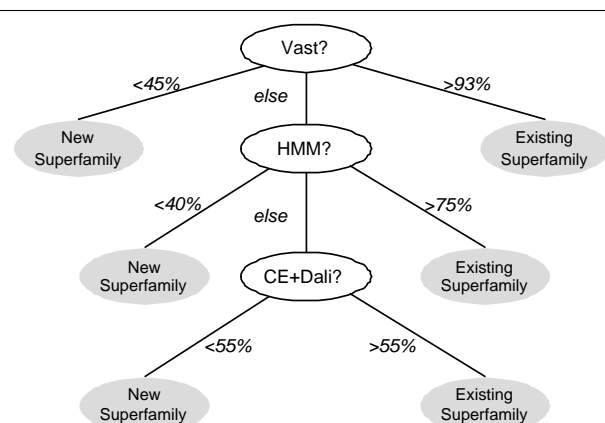 Vast?
<45%
else
>93%
New
Superfamily
Existing
Superfamily
HMM?
<40%
else
>75%
New
Superfamily
Existing
Superfamily
CE+Dali?
<55%
>55%
New
Superfamily
Existing
Superfamily